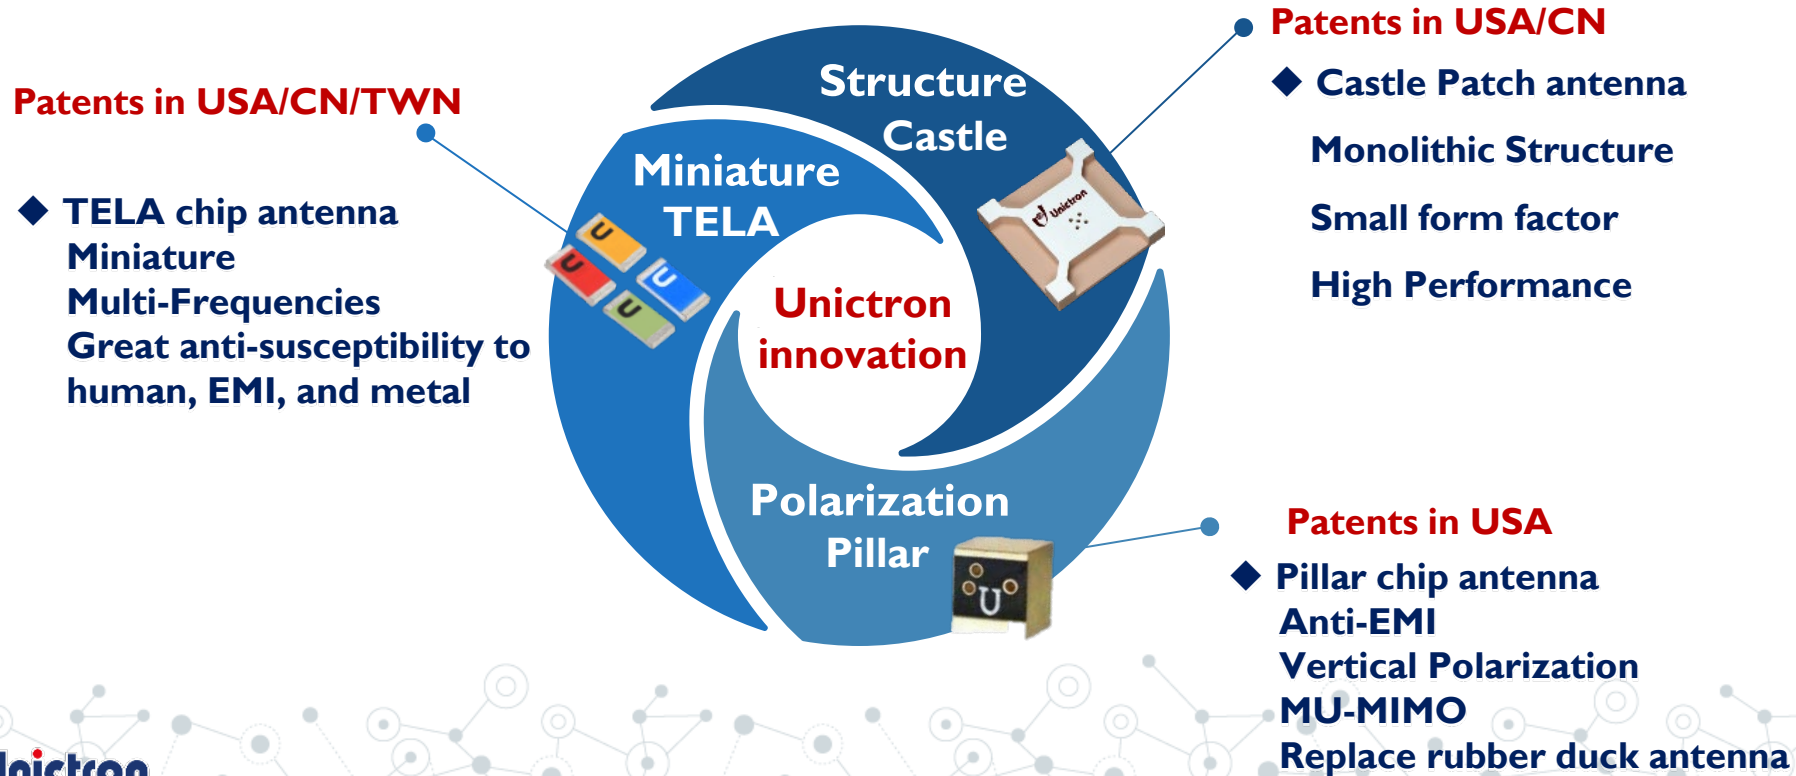 Patents in USA/CN/TWN
◆ TELA chip antenna
Miniature
Multi-Frequencies
Great anti-susceptibility to
human, EMI, and metal
Structure
Castle
Miniature
TELA
Unictron
U
U
U
U
Unictron
innovation
Polarization
Pillar
U
Patents in USA/CN
◆ Castle Patch antenna
Monolithic Structure
Small form factor
High Performance
Patents in USA
◆ Pillar chip antenna
Anti-EMI
Vertical Polarization
MU-MIMO
Replace rubber duck antenna
Unictron